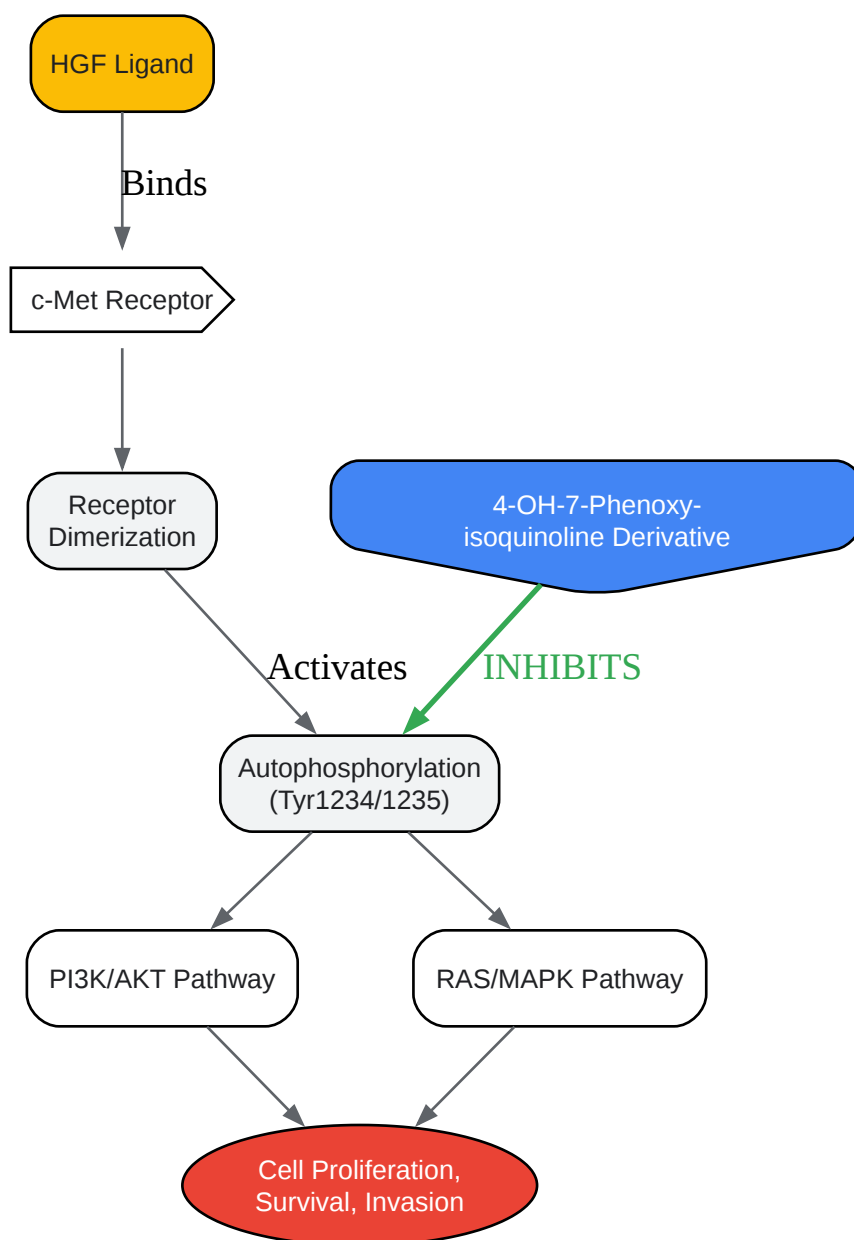 HGF Ligand
Binds
c-Met Receptor
Receptor
Dimerization
4-OH-7-Phenoxy-
isoquinoline Derivative
Activates
INHIBITS
Autophosphorylation
(Tyr1234/1235)
PI3K/AKT Pathway
RAS/MAPK Pathway
Cell Proliferation,
Survival, Invasion